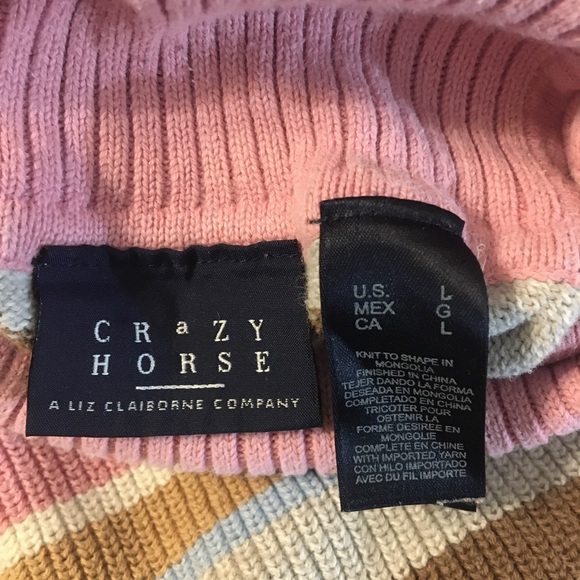 CRaZY
HORSE
A LIZ CLAIBORNE COMPANY
U.S. L
MEX G
CA L
KNIT TO SHAPE IN
MONGOLIA
FINISHED IN CHINA
TEJER DANDO LA FORMA
DESEADA EN MONGOLIA
COMPLETADO EN CHINA
TRICOTER POUR
OBTENIR LA
FORME DESIREE EN
MONGOLIE
COMPLETE EN CHINE
WITH IMPORTED YARN
CON HILO IMPORTADO
AVEC DU FIL IMPORTE